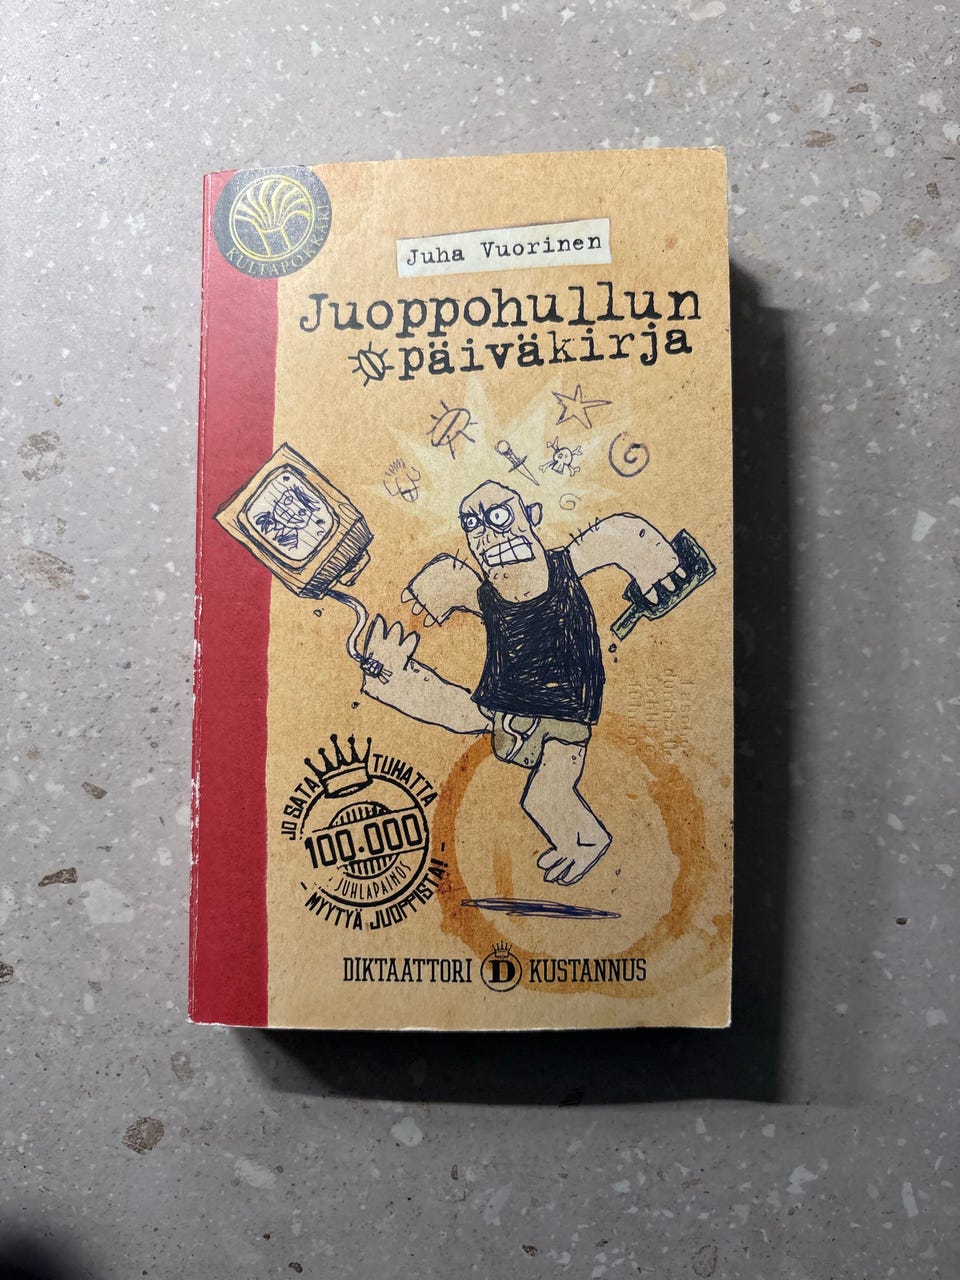 KULTAPOKKARI
Juha Vuorinen
Juoppohullun
päiväkirja
JO SATA TUHATTA
100.000
JUHLAPAINOS
- MYYTYÄ JUOPPISTA! -
DIKTAATTORI D KUSTANNUS